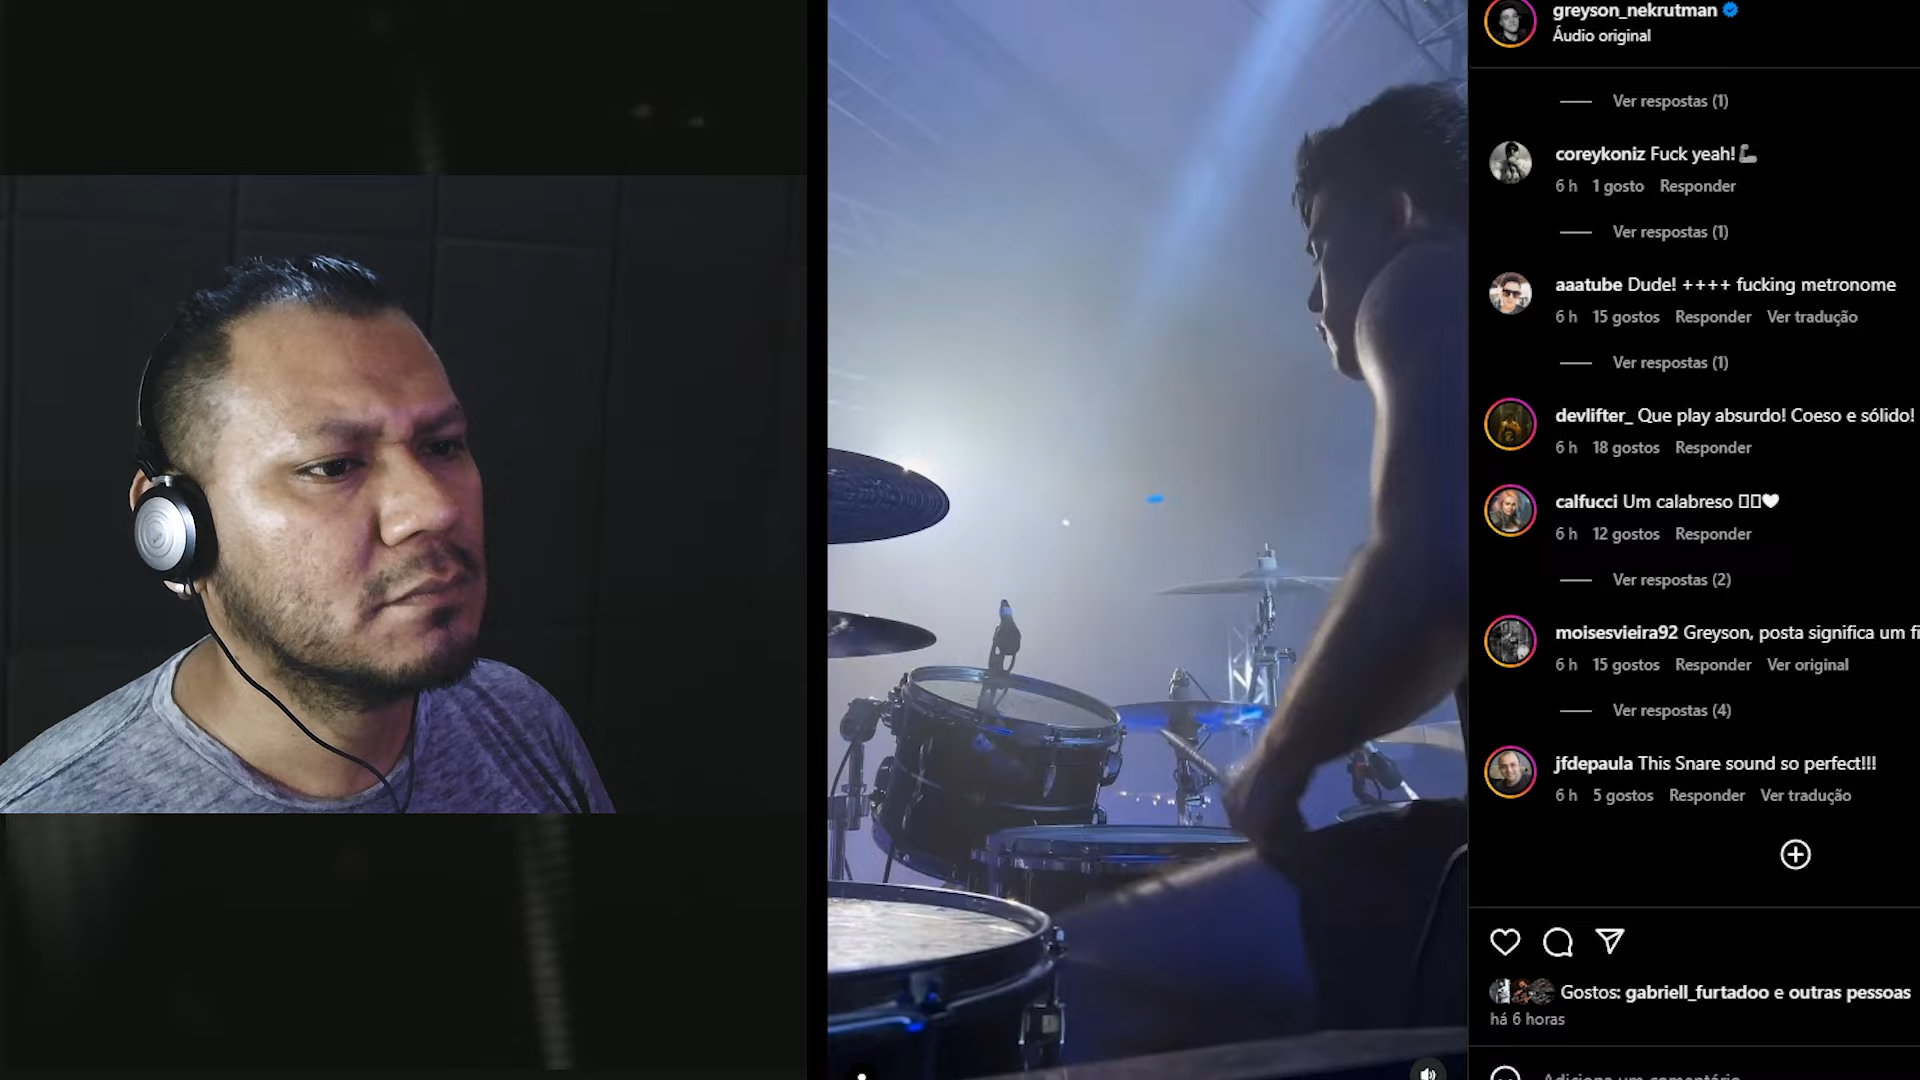 greyson_nekrutman
Áudio original
Ver respostas (1)
coreykoniz Fuck yeah!
6 h 1 gosto Responder
Ver respostas (1)
aaatube Dude! ++++ fucking metronome
6 h 15 gostos Responder Ver tradução
Ver respostas (1)
devlifter_ Que play absurdo! Coeso e sólido!
6 h 18 gostos Responder
calfucci Um calabreso
6 h 12 gostos Responder
Ver respostas (2)
moisesvieira92 Greyson, posta significa um fi
6 h 15 gostos Responder Ver original
Ver respostas (4)
jfdepaula This Snare sound so perfect!!!
6 h 5 gostos Responder Ver tradução
Gostos: gabriell_furtadoo e outras pessoas
há 6 horas
Adiciona um comentário